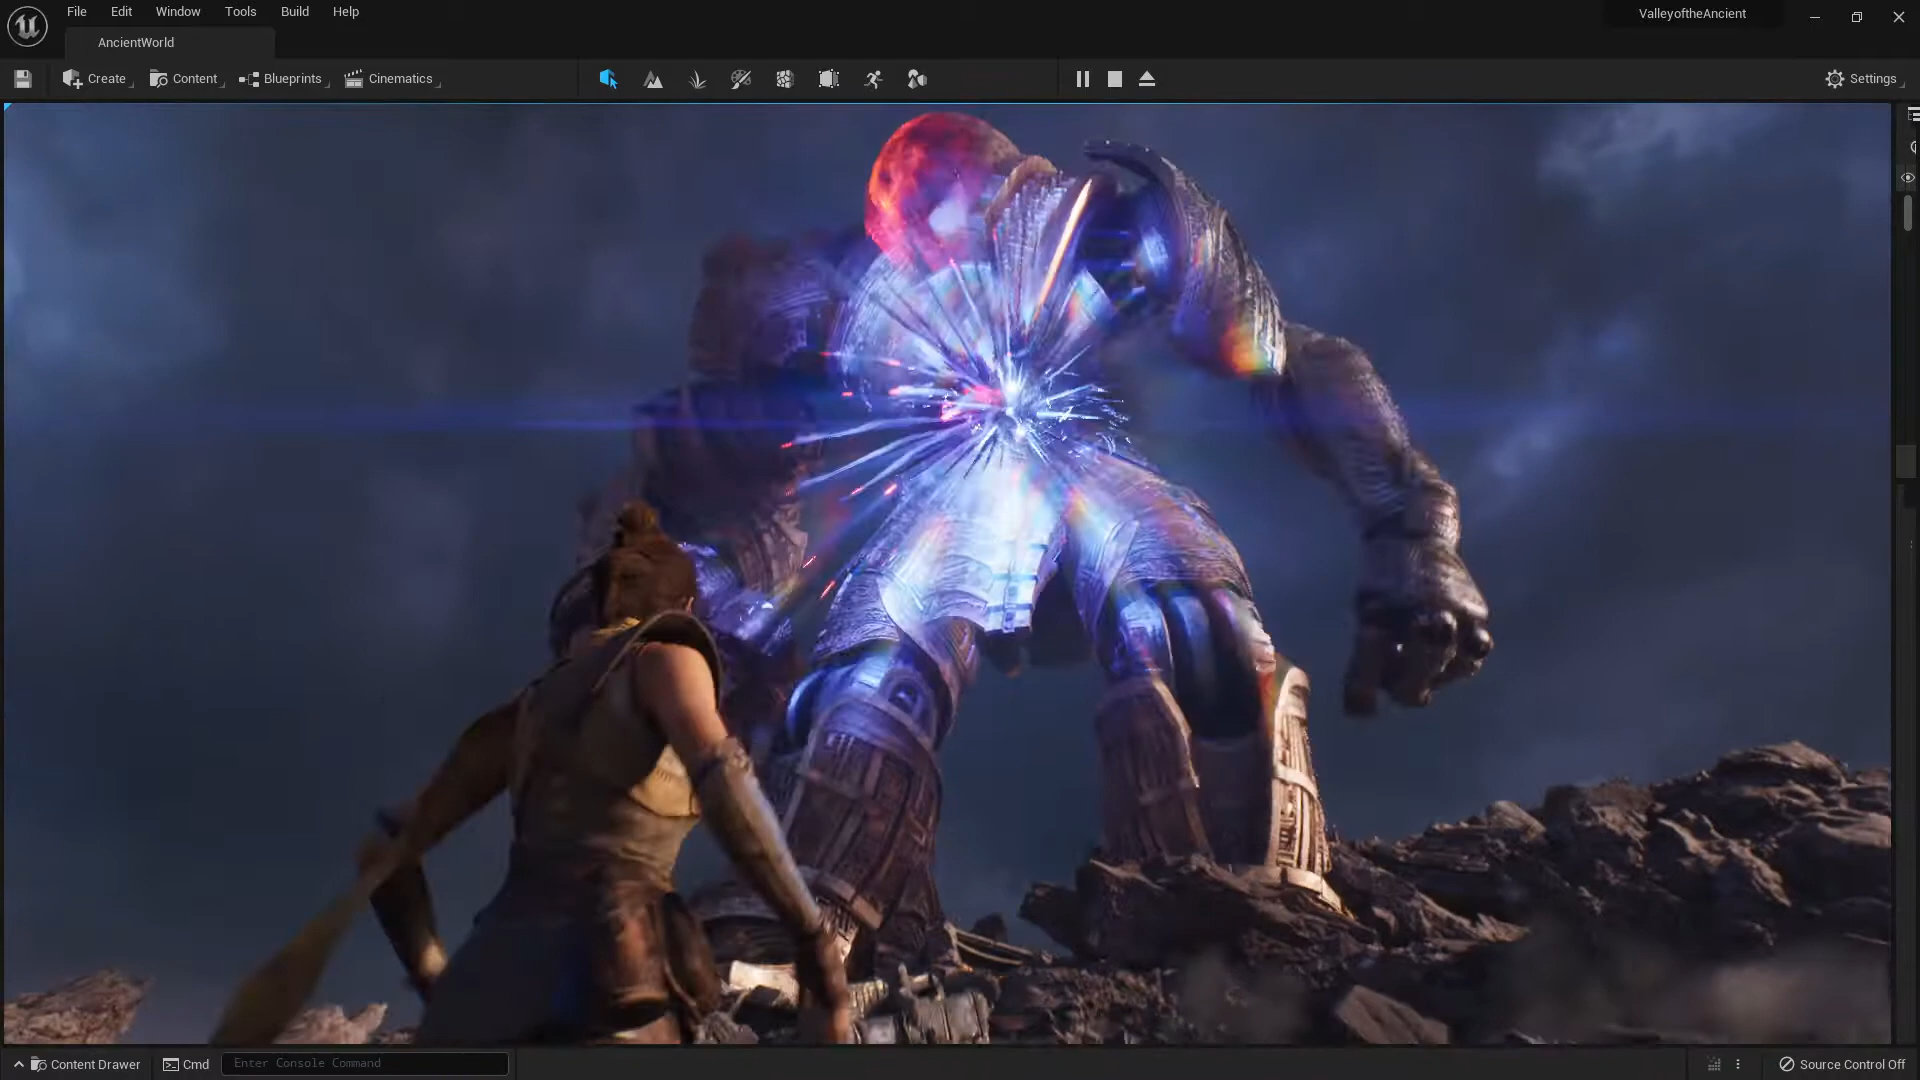 File Edit Window Tools Build Help
ValleyoftheAncient
AncientWorld
Create Content Blueprints Cinematics Settings
Content Drawer Cmd Enter Console Command Source Control Off